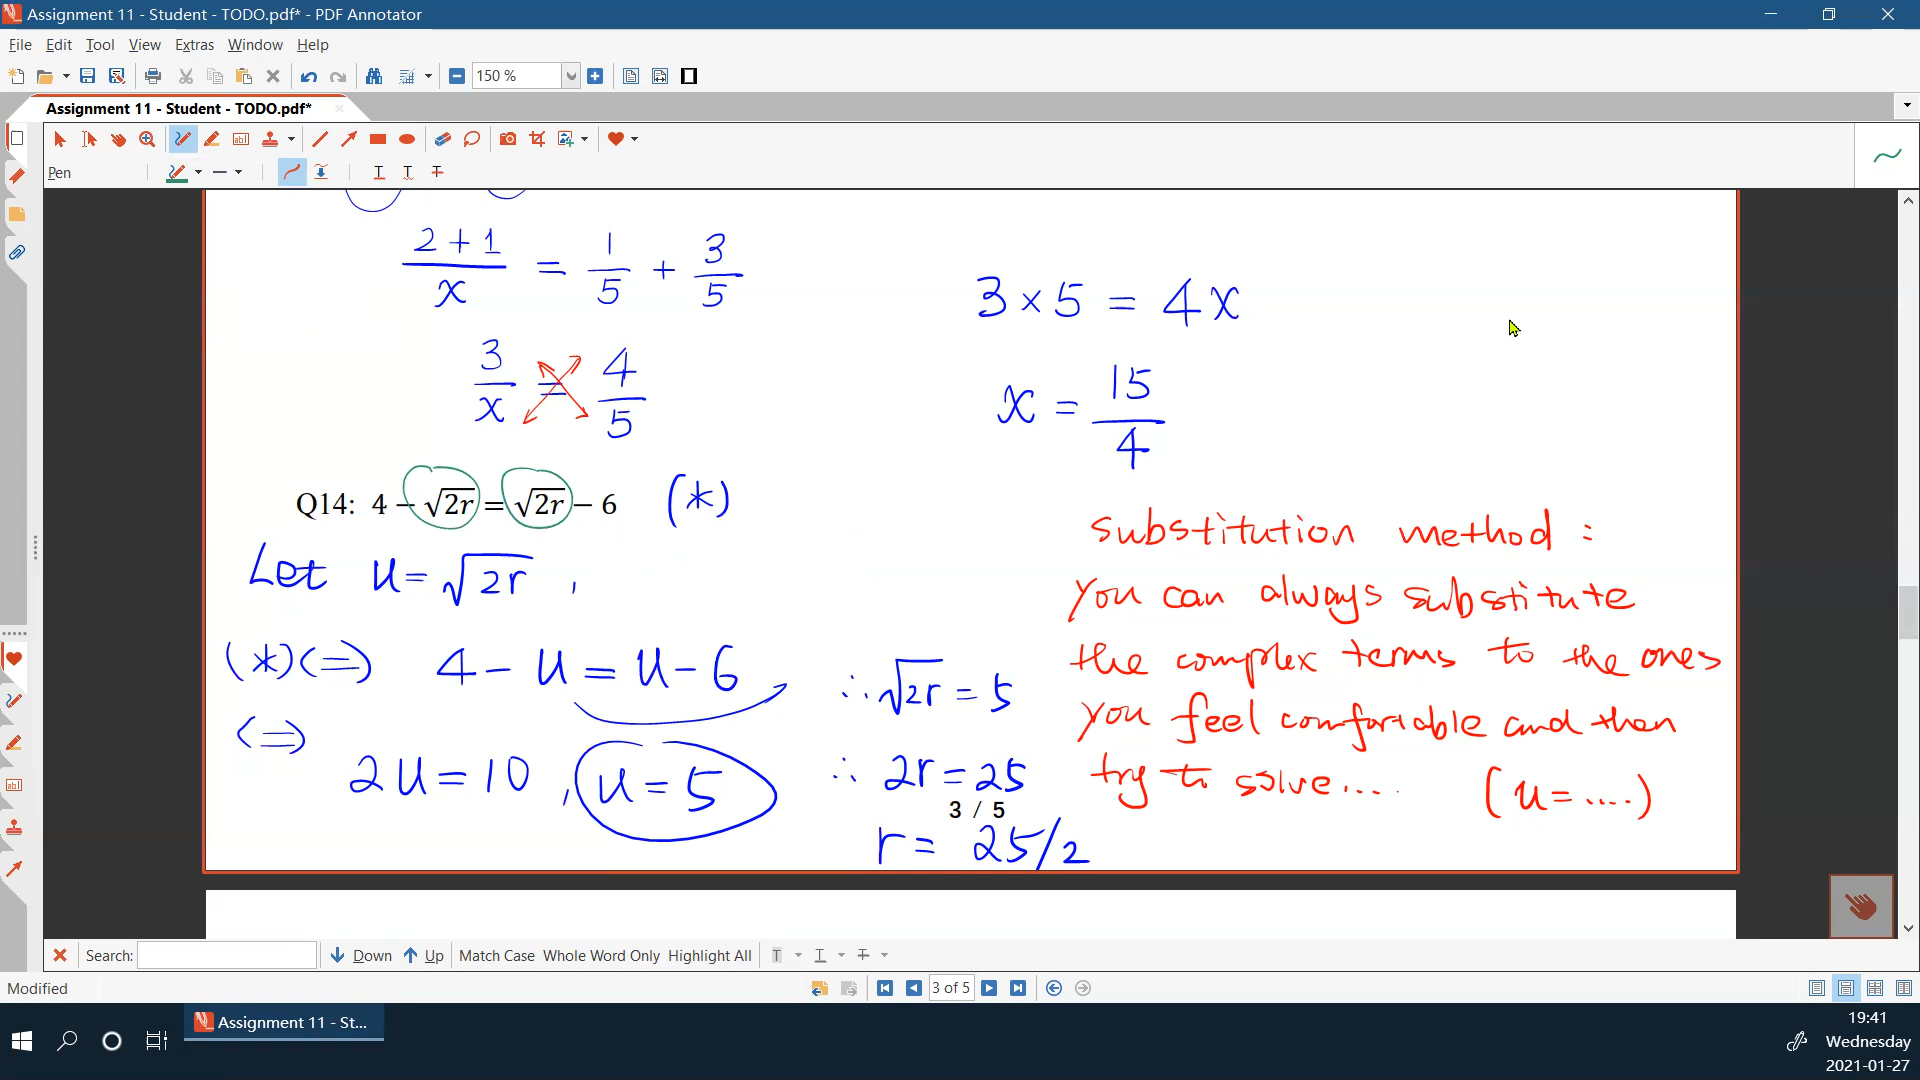 Assignment 11 - Student - TODO.pdf* - PDF Annotator
File Edit Tool View Extras Window Help
150 %
Assignment 11 - Student - TODO.pdf*
Pen
2+1/x = 1/5 + 3/5
3 × 5 = 4x
3/x = 4/5
x = 15/4
Q14: 4 − √2r = √2r − 6 (*)
Let u = √2r ,
(*)(<=>) 4 - u = u - 6
(<=>)
2u = 10 , u = 5
∴ √2r = 5
∴ 2r = 25
3 / 5
r = 25/2
substitution method :
you can always substitute
the complex terms to the ones
you feel comfortable and then
try to solve....
(u = ....)
Search: Down Up Match Case Whole Word Only Highlight All
Modified
3 of 5
Assignment 11 - St...
19:41
Wednesday
2021-01-27